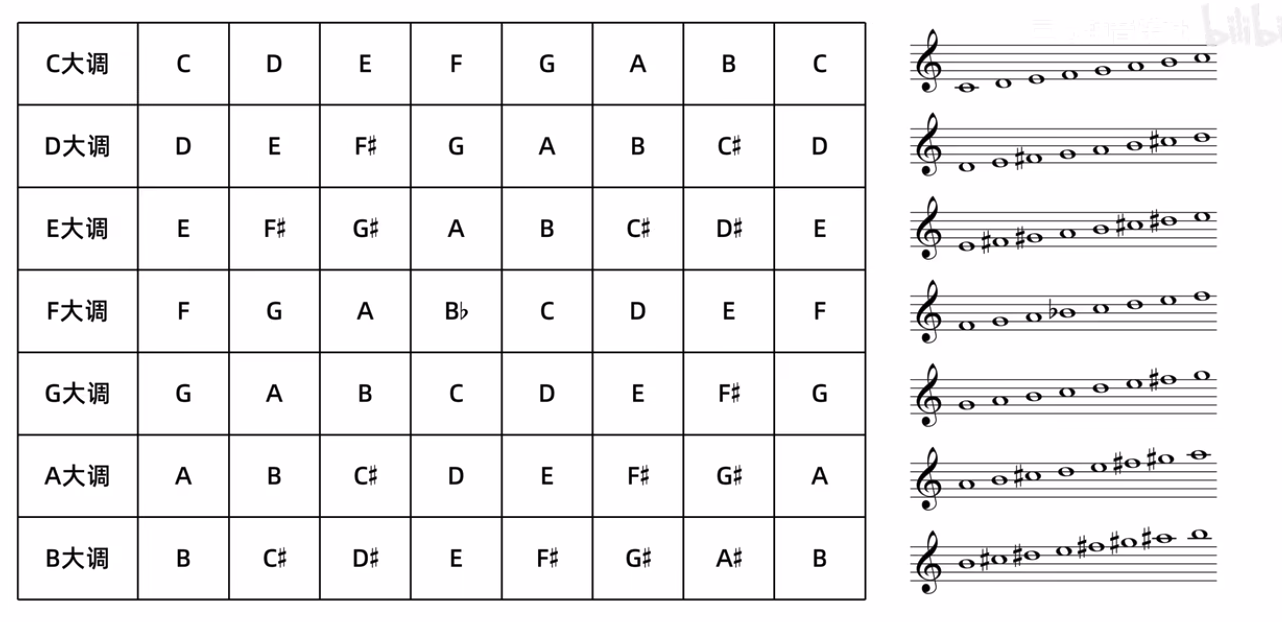 C大调 C D E F G A B C
D大调 D E F♯ G A B C♯ D
E大调 E F♯ G♯ A B C♯ D♯ E
F大调 F G A B♭ C D E F
G大调 G A B C D E F♯ G
A大调 A B C♯ D E F♯ G♯ A
B大调 B C♯ D♯ E F♯ G♯ A♯ B